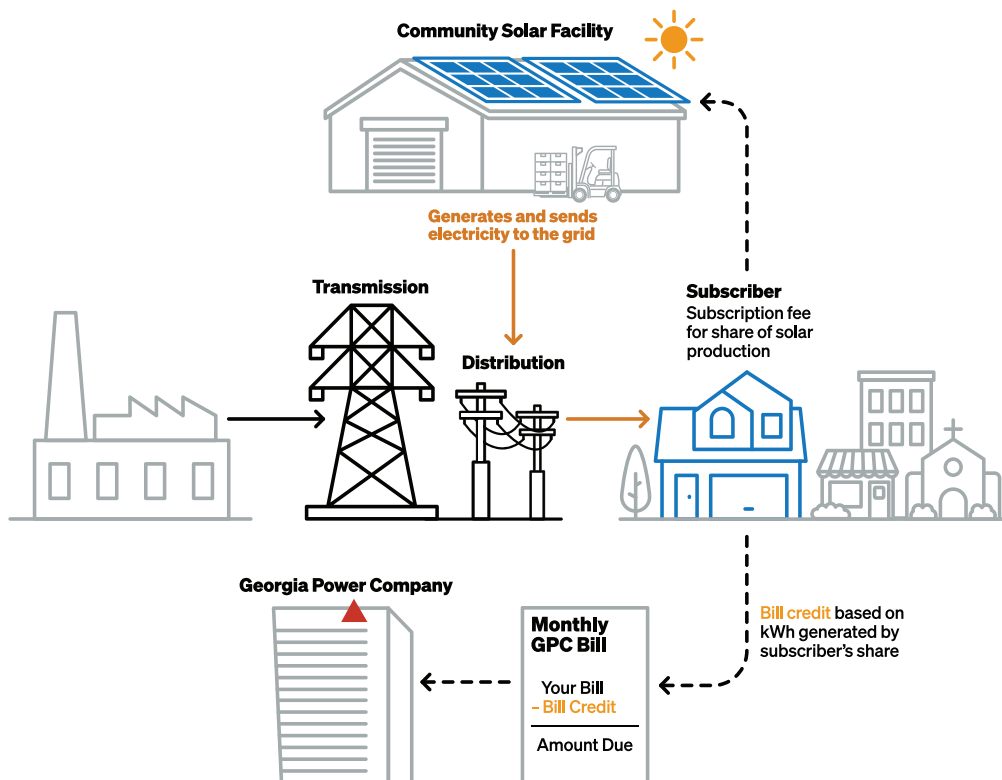 Community Solar Facility
Generates and sends
electricity to the grid
Transmission
Distribution
Subscriber
Subscription fee
for share of solar
production
Georgia Power Company
Monthly
GPC Bill
Your Bill
– Bill Credit
Amount Due
Bill credit based on
kWh generated by
subscriber's share